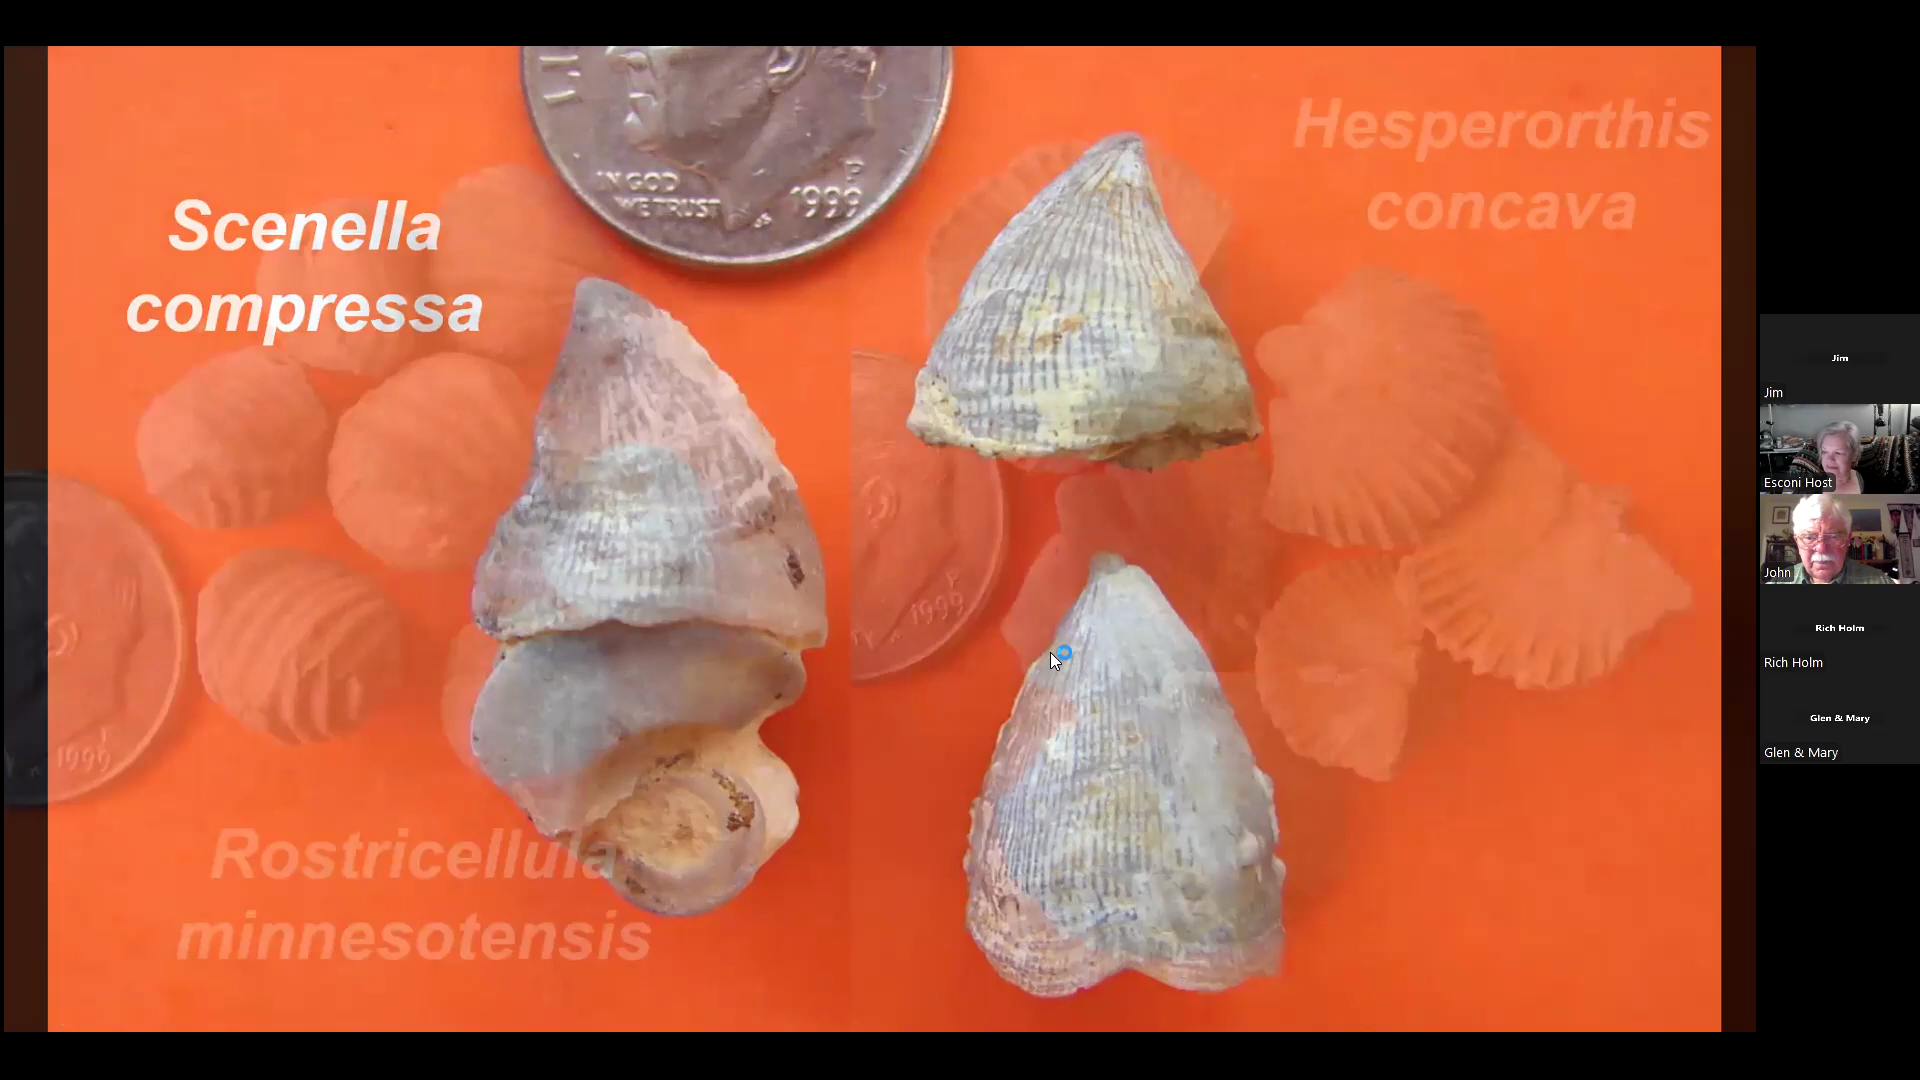 Hesperorthis
concava
Scenella
compressa
IN GOD
WE TRUST
P
1999
1999
1999
Rostricellula
minnesotensis
Jim
Jim
Esconi Host
John
Rich Holm
Rich Holm
Glen & Mary
Glen & Mary